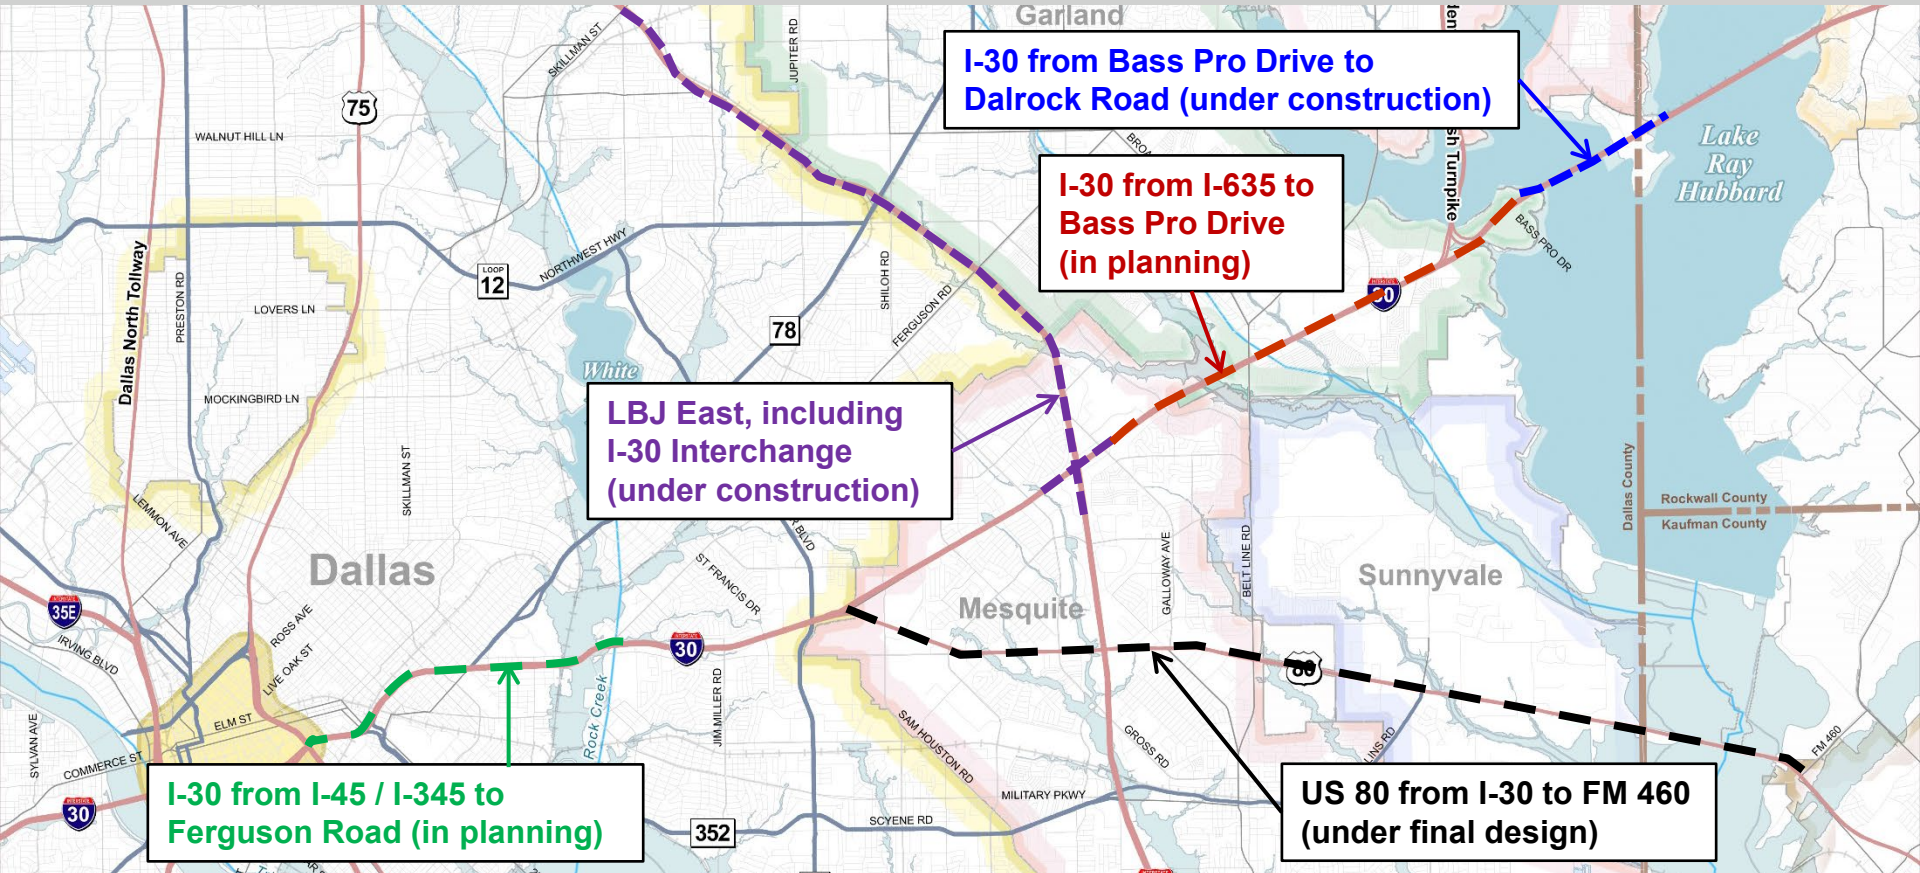 Garland
SKILLMAN ST
JUPITER RD
75
WALNUT HILL LN
I-30 from Bass Pro Drive to
Dalrock Road (under construction)
Lake
Ray
Hubbard
sh Turnpike
I-30 from I-635 to
Bass Pro Drive
(in planning)
BASS PRO DR
Dallas North Tollway
PRESTON RD
LOOP
12
NORTHWEST HWY
SHILOH RD
FERGUSON RD
LOVERS LN
78
INTERSTATE
30
White
MOCKINGBIRD LN
LBJ East, including
I-30 Interchange
(under construction)
SKILLMAN ST
LEMMON AVE
BLVD
Dallas County
Rockwall County
Kaufman County
Dallas
ST FRANCIS DR
GALLOWAY AVE
BELT LINE RD
Sunnyvale
Mesquite
INTERSTATE
35E
IRVING BLVD
ROSS AVE
LIVE OAK ST
INTERSTATE
30
80
ELM ST
Rock Creek
JIM MILLER RD
SAM HOUSTON RD
GROSS RD
FM 460
SYLVAN AVE
COMMERCE ST
INTERSTATE
30
I-30 from I-45 / I-345 to
Ferguson Road (in planning)
352
SCYENE RD
MILITARY PKWY
US 80 from I-30 to FM 460
(under final design)